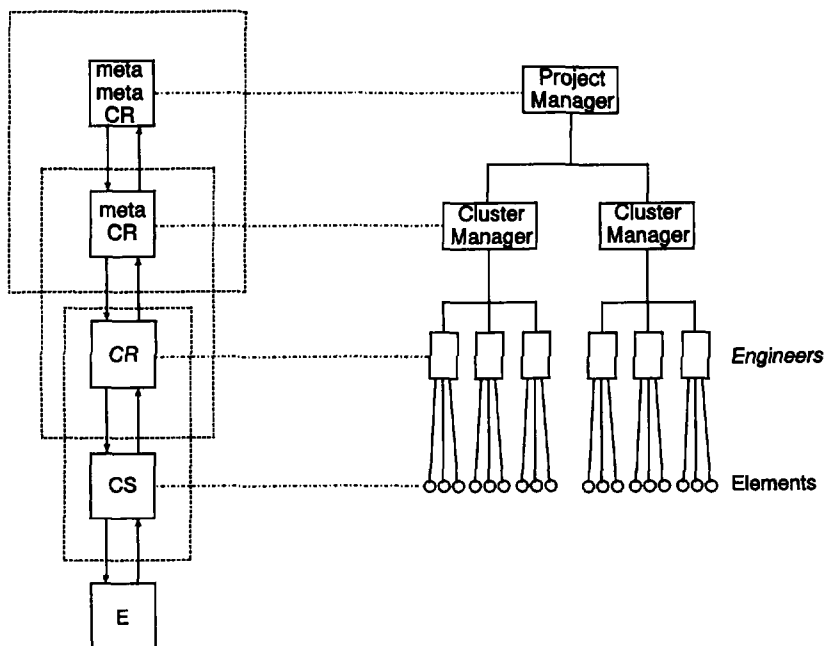 meta
meta
CR
Project
Manager
meta
CR
Cluster
Manager
Cluster
Manager
CR
Engineers
CS
Elements
E